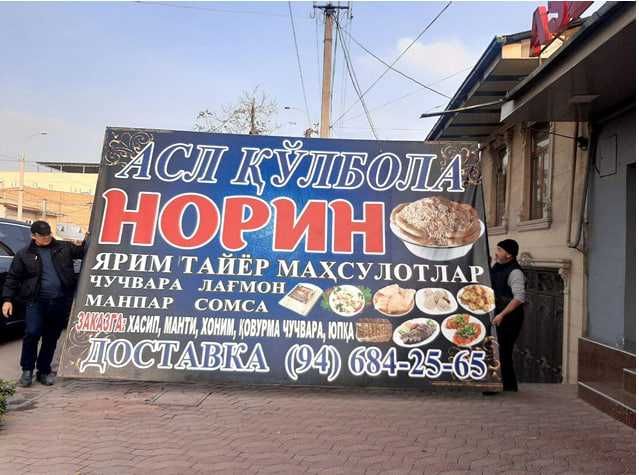 АСЛ ҚЎЛБОЛА
НОРИН
ЯРИМ ТАЙЁР МАҲСУЛОТЛАР
ЧУЧВАРА ЛАҒМОН
МАНПАР СОМСА
ЗАКАЗГА: ХАСИП, МАНТИ, ХОНИМ, ҚОВУРМА ЧУЧВАРА, ЮПҚА
ДОСТАВКА (94) 684-25-65